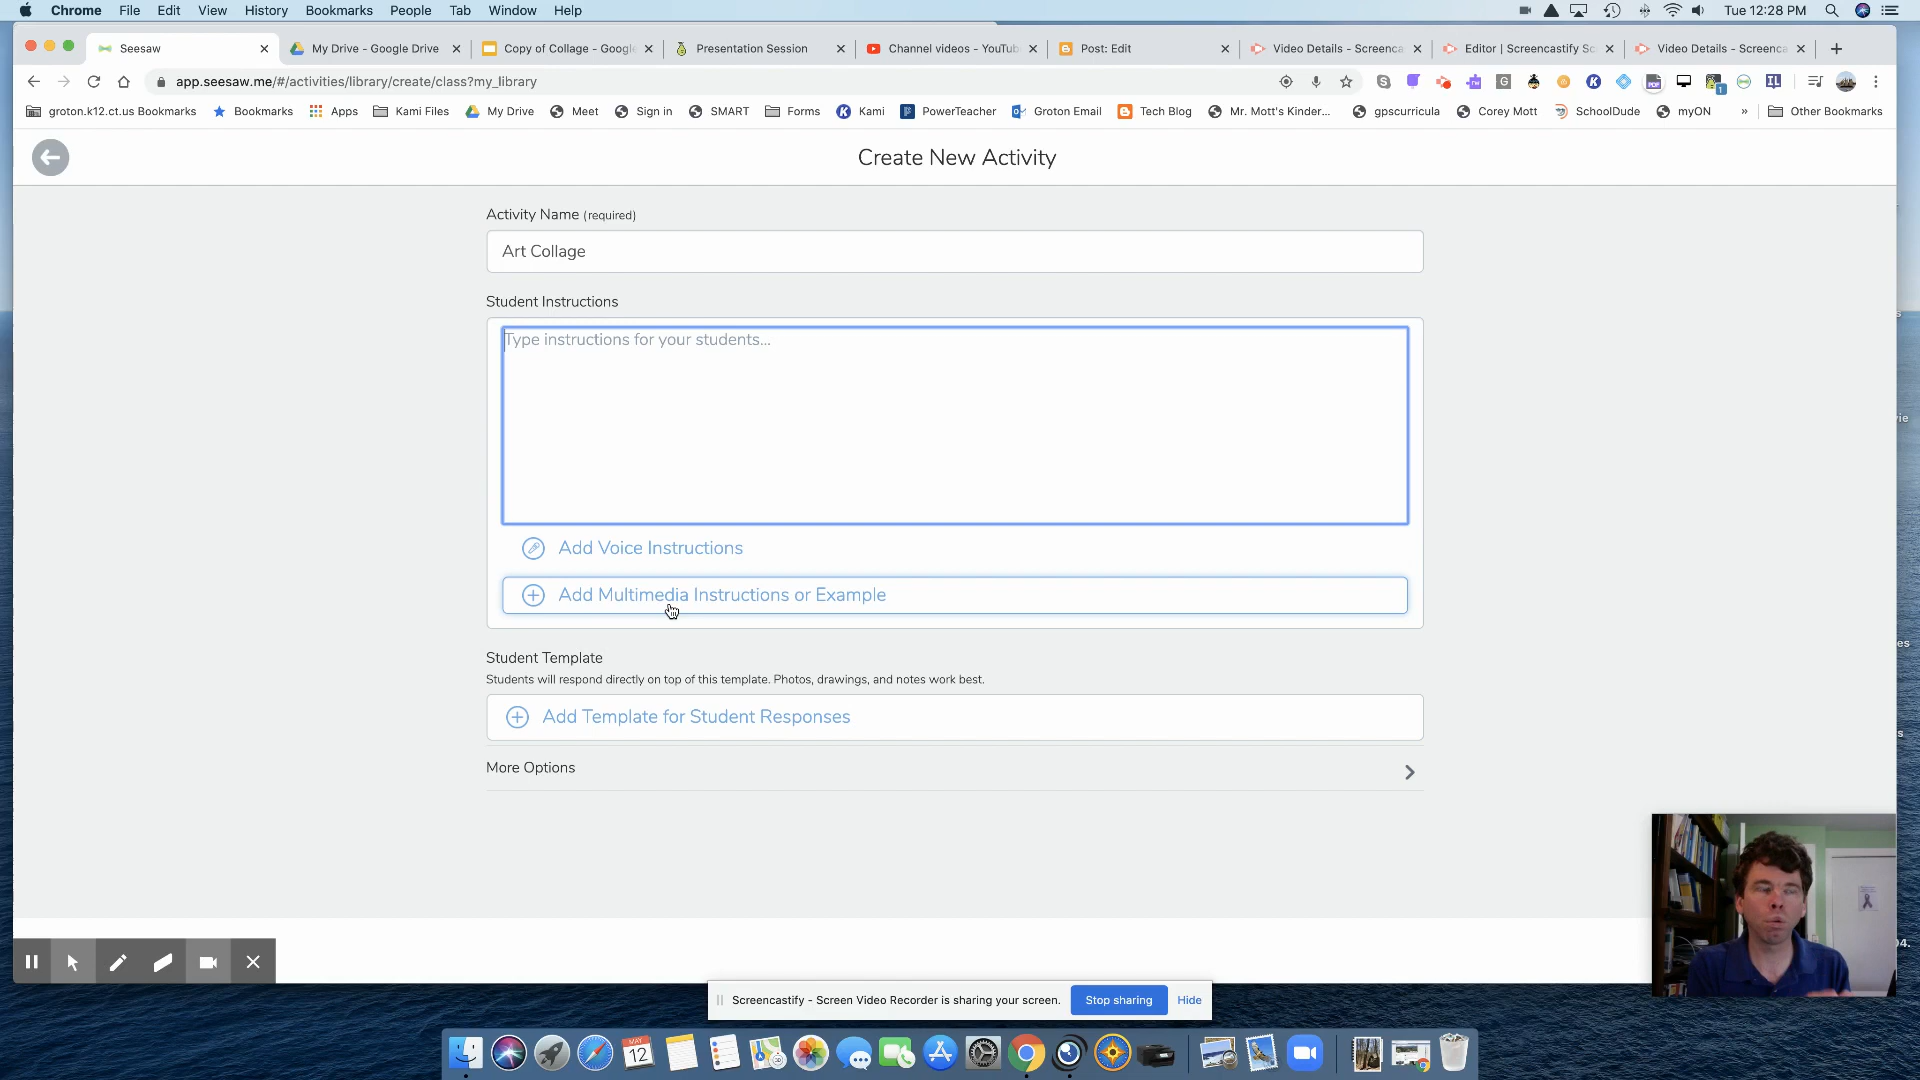 Chrome File Edit View History Bookmarks People Tab Window Help Tue 12:28 PM
Seesaw My Drive - Google Drive Copy of Collage - Google Presentation Session Channel videos - YouTub Post: Edit Video Details - Screenca Editor | Screencastify Sc Video Details - Screenca
app.seesaw.me/#/activities/library/create/class?my_library
groton.k12.ct.us Bookmarks Bookmarks Apps Kami Files My Drive Meet Sign in SMART Forms Kami PowerTeacher Groton Email Tech Blog Mr. Mott's Kinder... gpscurricula Corey Mott SchoolDude myON » Other Bookmarks
Create New Activity
Activity Name (required)
Art Collage
Student Instructions
Type instructions for your students...
Add Voice Instructions
Add Multimedia Instructions or Example
Student Template
Students will respond directly on top of this template. Photos, drawings, and notes work best.
Add Template for Student Responses
More Options
Screencastify - Screen Video Recorder is sharing your screen. Stop sharing Hide
MAY
12